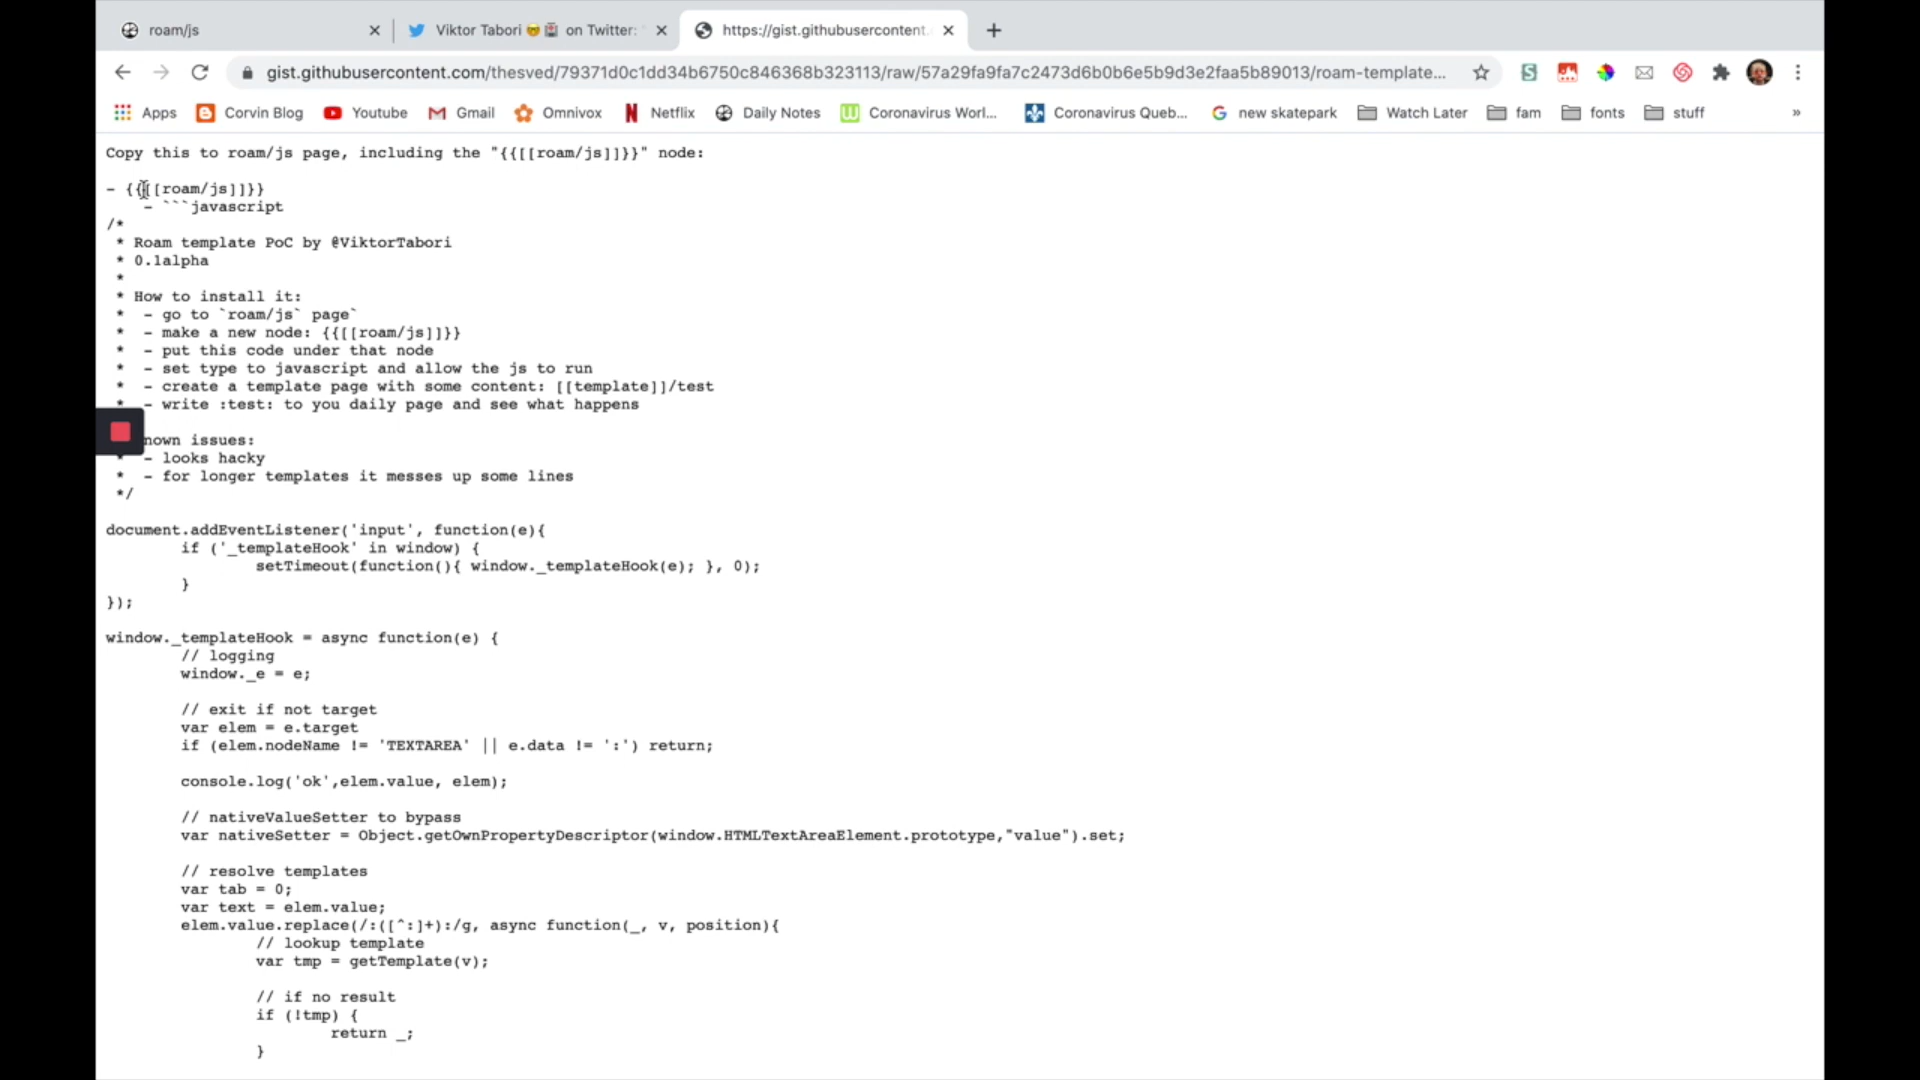 roam/js
Viktor Tabori 🤓🏥 on Twitter:
https://gist.githubusercontent.
gist.githubusercontent.com/thesved/79371d0c1dd34b6750c846368b323113/raw/57a29fa9fa7c2473d6b0b6e5b9d3e2faa5b89013/roam-template...
Apps Corvin Blog Youtube Gmail Omnivox Netflix Daily Notes Coronavirus Worl... Coronavirus Queb... new skatepark Watch Later fam fonts stuff »
Copy this to roam/js page, including the "{{[[roam/js]]}}" node:
- {{[[roam/js]]}}
- ```javascript
/*
* Roam template PoC by @ViktorTabori
* 0.1alpha
*
* How to install it:
* - go to `roam/js` page`
* - make a new node: {{[[roam/js]]}}
* - put this code under that node
* - set type to javascript and allow the js to run
* - create a template page with some content: [[template]]/test
* - write :test: to you daily page and see what happens
nown issues:
* - looks hacky
* - for longer templates it messes up some lines
*/
document.addEventListener('input', function(e){
if ('_templateHook' in window) {
setTimeout(function(){ window._templateHook(e); }, 0);
}
});
window._templateHook = async function(e) {
// logging
window._e = e;
// exit if not target
var elem = e.target
if (elem.nodeName != 'TEXTAREA' || e.data != ':') return;
console.log('ok',elem.value, elem);
// nativeValueSetter to bypass
var nativeSetter = Object.getOwnPropertyDescriptor(window.HTMLTextAreaElement.prototype,"value").set;
// resolve templates
var tab = 0;
var text = elem.value;
elem.value.replace(/:([^:]+):/g, async function(_, v, position){
// lookup template
var tmp = getTemplate(v);
// if no result
if (!tmp) {
return _;
}